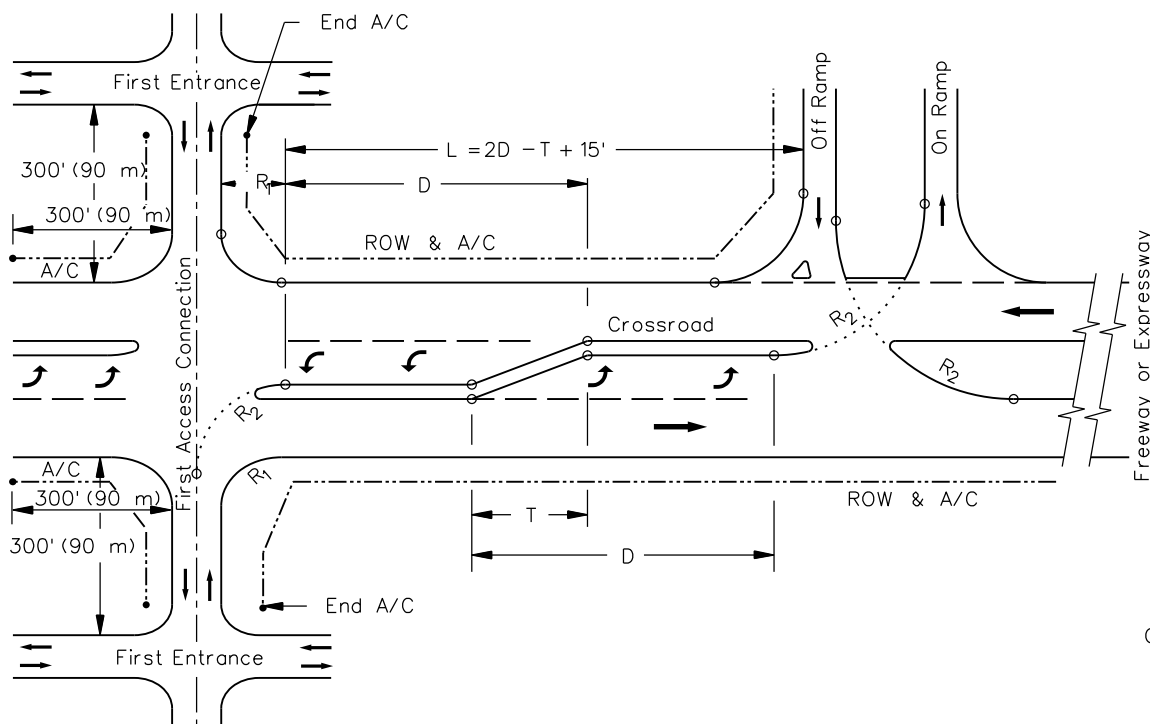 End A/C
First Entrance
Off Ramp
On Ramp
L = 2D - T + 15'
300' (90 m)
R1
D
300' (90 m)
ROW & A/C
A/C
First Access Connection
Crossroad
R2
R2
R2
Freeway or Expressway
A/C
R1
300' (90 m)
ROW & A/C
T
300' (90 m)
D
End A/C
First Entrance